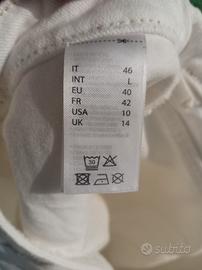 IT 46
INT L
EU 40
FR 42
USA 10
UK 14
30
subito